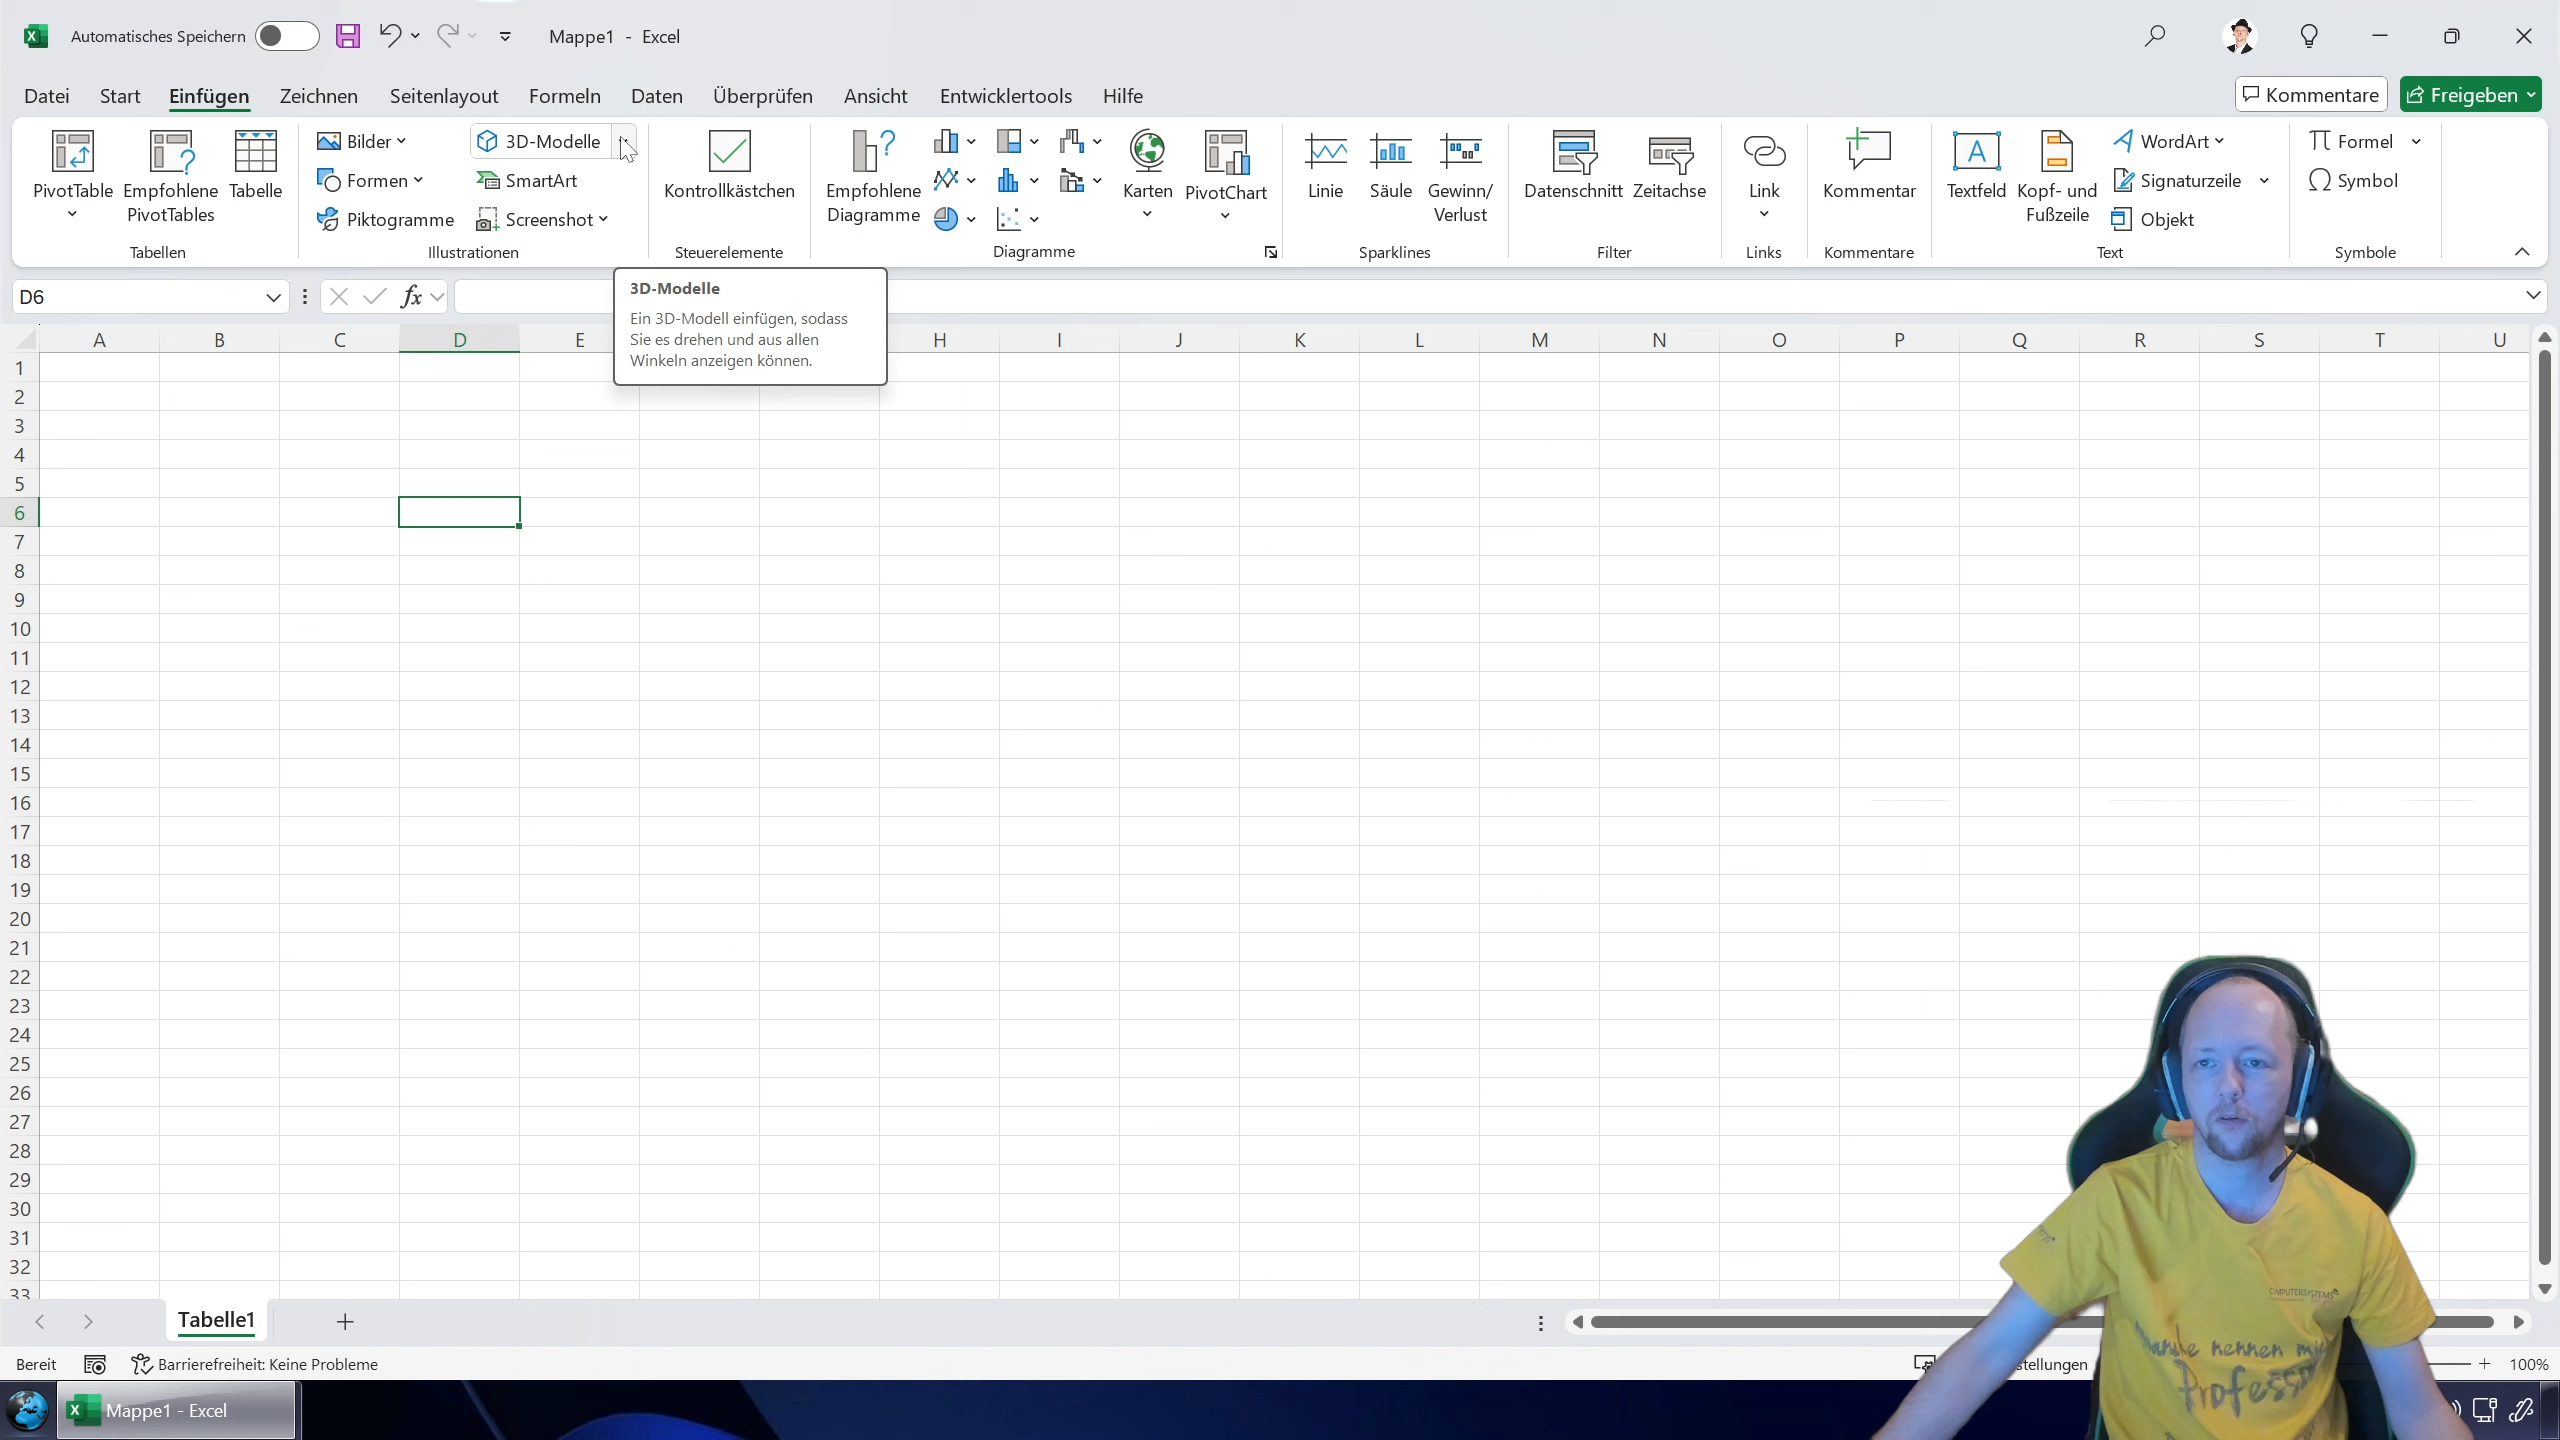 Automatisches Speichern
Mappe1 - Excel
Datei Start Einfügen Zeichnen Seitenlayout Formeln Daten Überprüfen Ansicht Entwicklertools Hilfe
Kommentare Freigeben
PivotTable
Empfohlene
PivotTables
Tabelle
Tabellen
Bilder
Formen
Piktogramme
3D-Modelle
SmartArt
Screenshot
Illustrationen
Kontrollkästchen
Steuerelemente
Empfohlene
Diagramme
Karten
PivotChart
Diagramme
Linie
Säule
Gewinn/
Verlust
Sparklines
Datenschnitt
Zeitachse
Filter
Link
Links
Kommentar
Kommentare
Textfeld
Kopf- und
Fußzeile
WordArt
Signaturzeile
Objekt
Text
Formel
Symbol
Symbole
D6
fx
3D-Modelle
Ein 3D-Modell einfügen, sodass
Sie es drehen und aus allen
Winkeln anzeigen können.
A B C D E H I J K L M N O P Q R S T U
1
2
3
4
5
6
7
8
9
10
11
12
13
14
15
16
17
18
19
20
21
22
23
24
25
26
27
28
29
30
31
32
33
Tabelle1
Bereit
Barrierefreiheit: Keine Probleme
stellungen
100%
Mappe1 - Excel
COMPUTERSYSTEMS
nennen